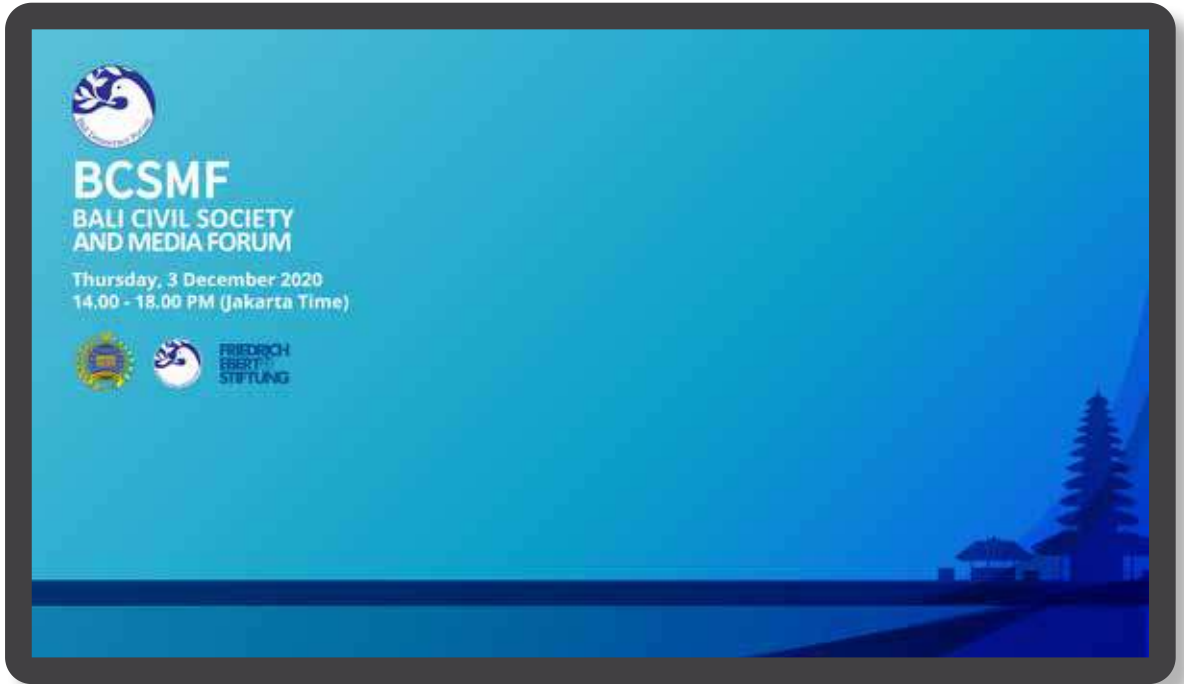 BCSMF
BALI CIVIL SOCIETY
AND MEDIA FORUM
Thursday, 3 December 2020
14.00 - 18.00 PM (Jakarta Time)
FRIEDRICH
EBERT
STIFTUNG